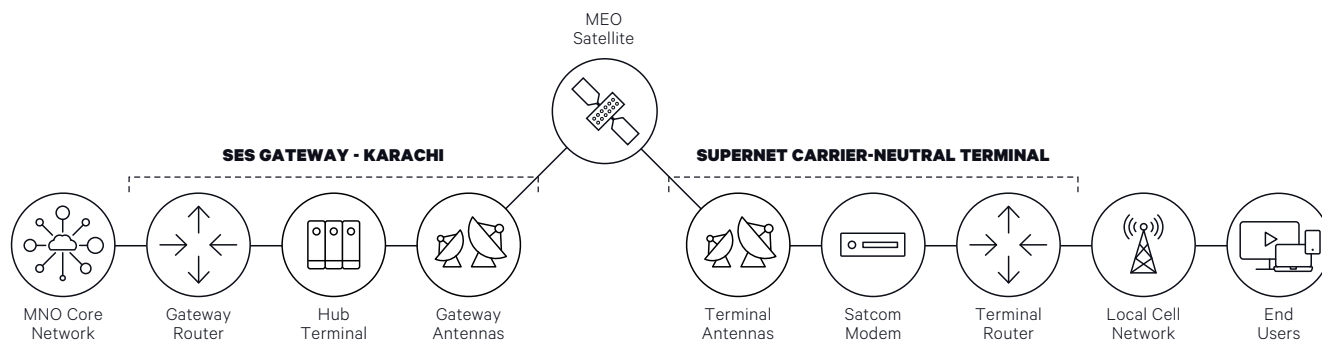 MEO
Satellite
SES GATEWAY - KARACHI
SUPERNET CARRIER-NEUTRAL TERMINAL
MNO Core
Network
Gateway
Router
Hub
Terminal
Gateway
Antennas
Terminal
Antennas
Satcom
Modem
Terminal
Router
Local Cell
Network
End
Users